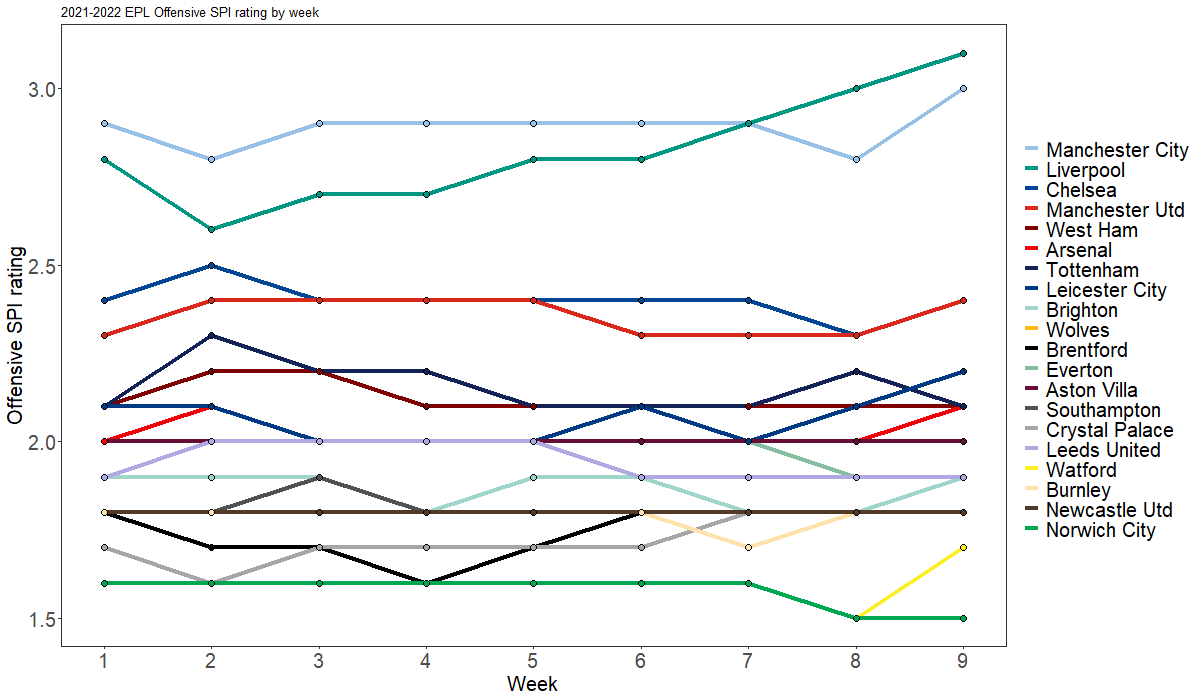 2021-2022 EPL Offensive SPI rating by week
3.0
2.5
2.0
1.5
Offensive SPI rating
1 2 3 4 5 6 7 8 9
Week
Manchester City
Liverpool
Chelsea
Manchester Utd
West Ham
Arsenal
Tottenham
Leicester City
Brighton
Wolves
Brentford
Everton
Aston Villa
Southampton
Crystal Palace
Leeds United
Watford
Burnley
Newcastle Utd
Norwich City